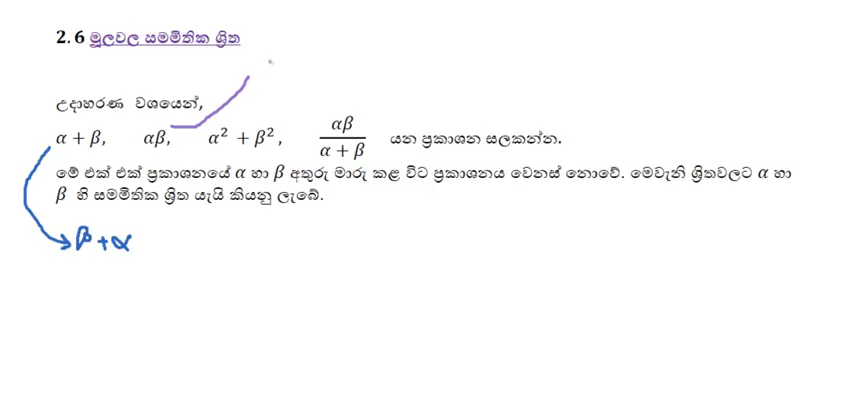 2. 6 මූලවල සමමිතික ශ්‍රිත
උදාහරණ වශයෙන්,
α + β, αβ, α² + β², αβ / (α + β) යන ප්‍රකාශන සලකන්න.
මේ එක් එක් ප්‍රකාශනයේ α හා β අතුරු මාරු කළ විට ප්‍රකාශනය වෙනස් නොවේ. මෙවැනි ශ්‍රිතවලට α හා
β හි සමමිතික ශ්‍රිත යැයි කියනු ලැබේ.
β + α